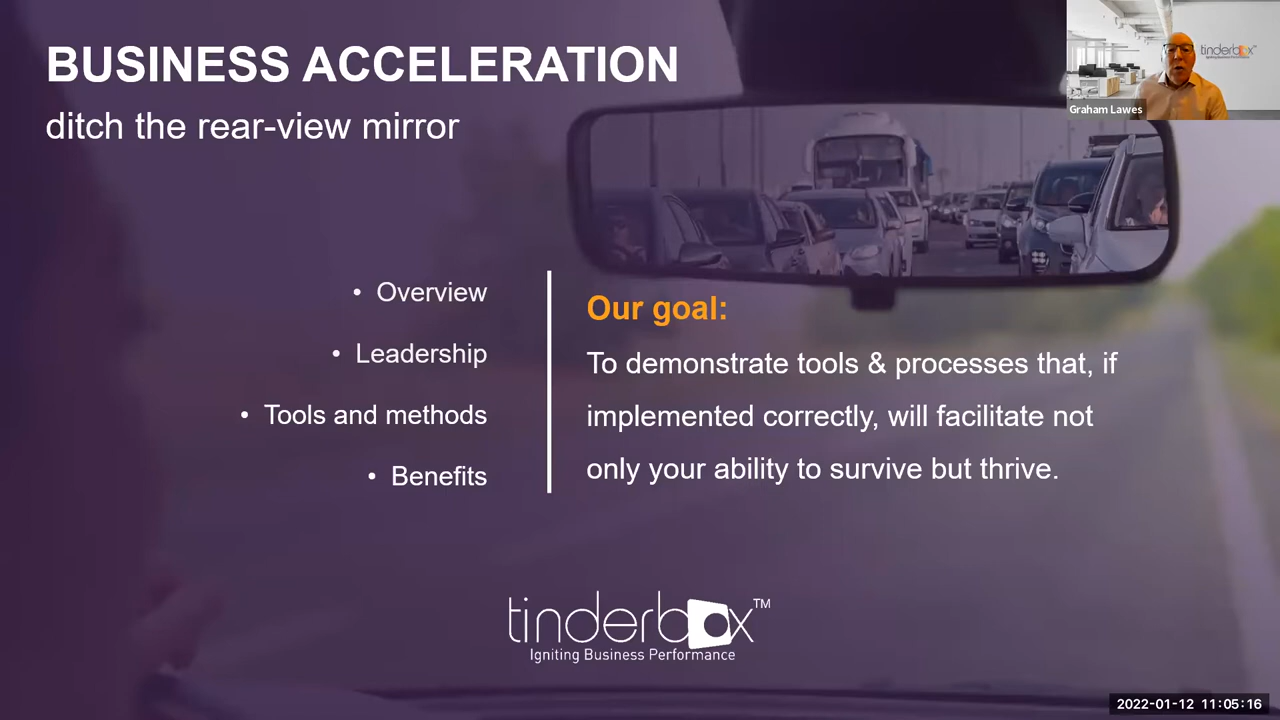 BUSINESS ACCELERATION
ditch the rear-view mirror
tinderbox
Graham Lawes
• Overview
• Leadership
• Tools and methods
• Benefits
Our goal:
To demonstrate tools & processes that, if
implemented correctly, will facilitate not
only your ability to survive but thrive.
tinderbox™
Igniting Business Performance
2022-01-12 11:05:16